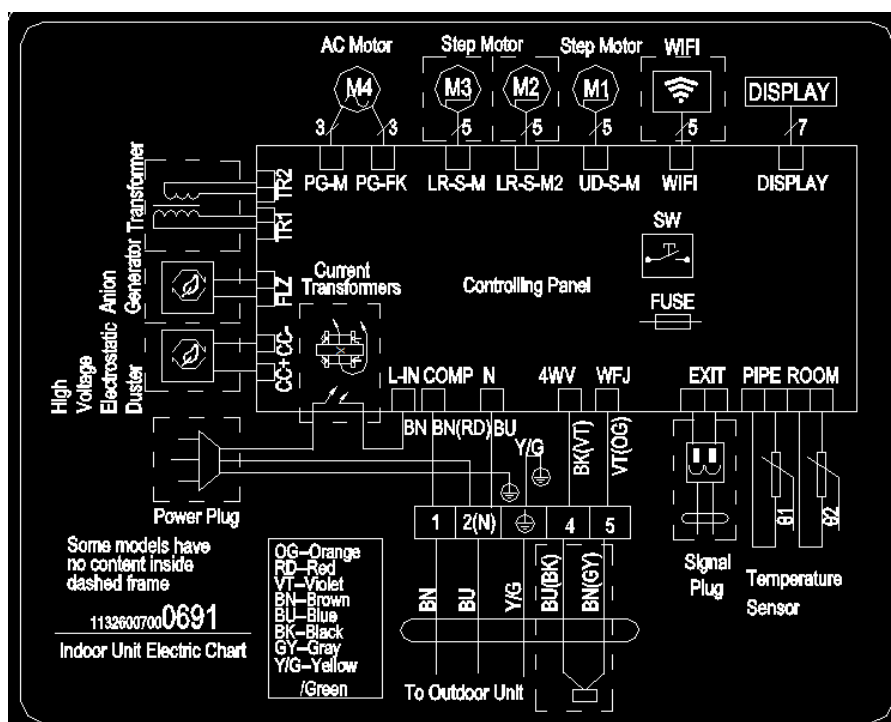 AC Motor
Step Motor
Step Motor
WIFI
M4
M3
M2
M1
DISPLAY
3
3
5
5
5
5
7
PG-M
PG-FK
LR-S-M
LR-S-M2
UD-S-M
WIFI
DISPLAY
Transformer
TR2
TR1
Anion
Generator
FLZ
High
Voltage
Electrostatic
Duster
CC+
CC-
Current
Transformers
Controlling Panel
SW
FUSE
L-IN
COMP
N
4WV
WFJ
EXIT
PIPE
ROOM
BN
BN(RD)
BU
Y/G
BK(VT)
VT(OG)
Power Plug
1
2(N)
4
5
θ1
θ2
Signal
Plug
Temperature
Sensor
Some models have
no content inside
dashed frame
11326007000691
Indoor Unit Electric Chart
OG–Orange
RD–Red
VT–Violet
BN–Brown
BU–Blue
BK–Black
GY–Gray
Y/G–Yellow
/Green
BN
BU
Y/G
BU(BK)
BN(GY)
To Outdoor Unit